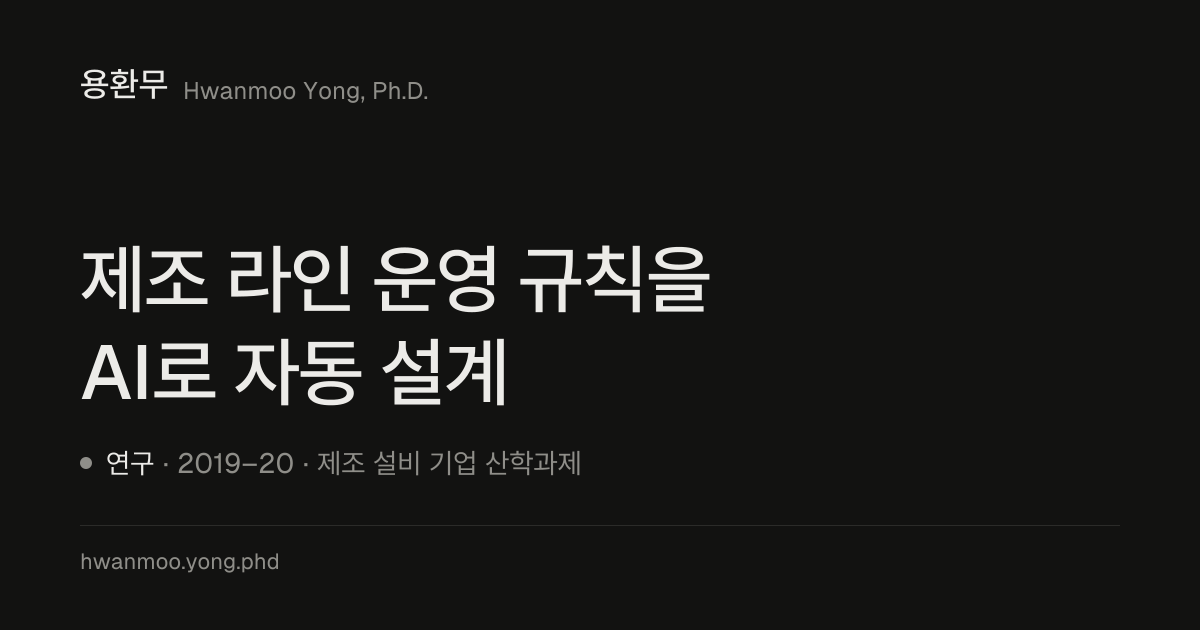 용환무 Hwanmoo Yong, Ph.D.
제조 라인 운영 규칙을
AI로 자동 설계
연구 · 2019–20 · 제조 설비 기업 산학과제
hwanmoo.yong.phd